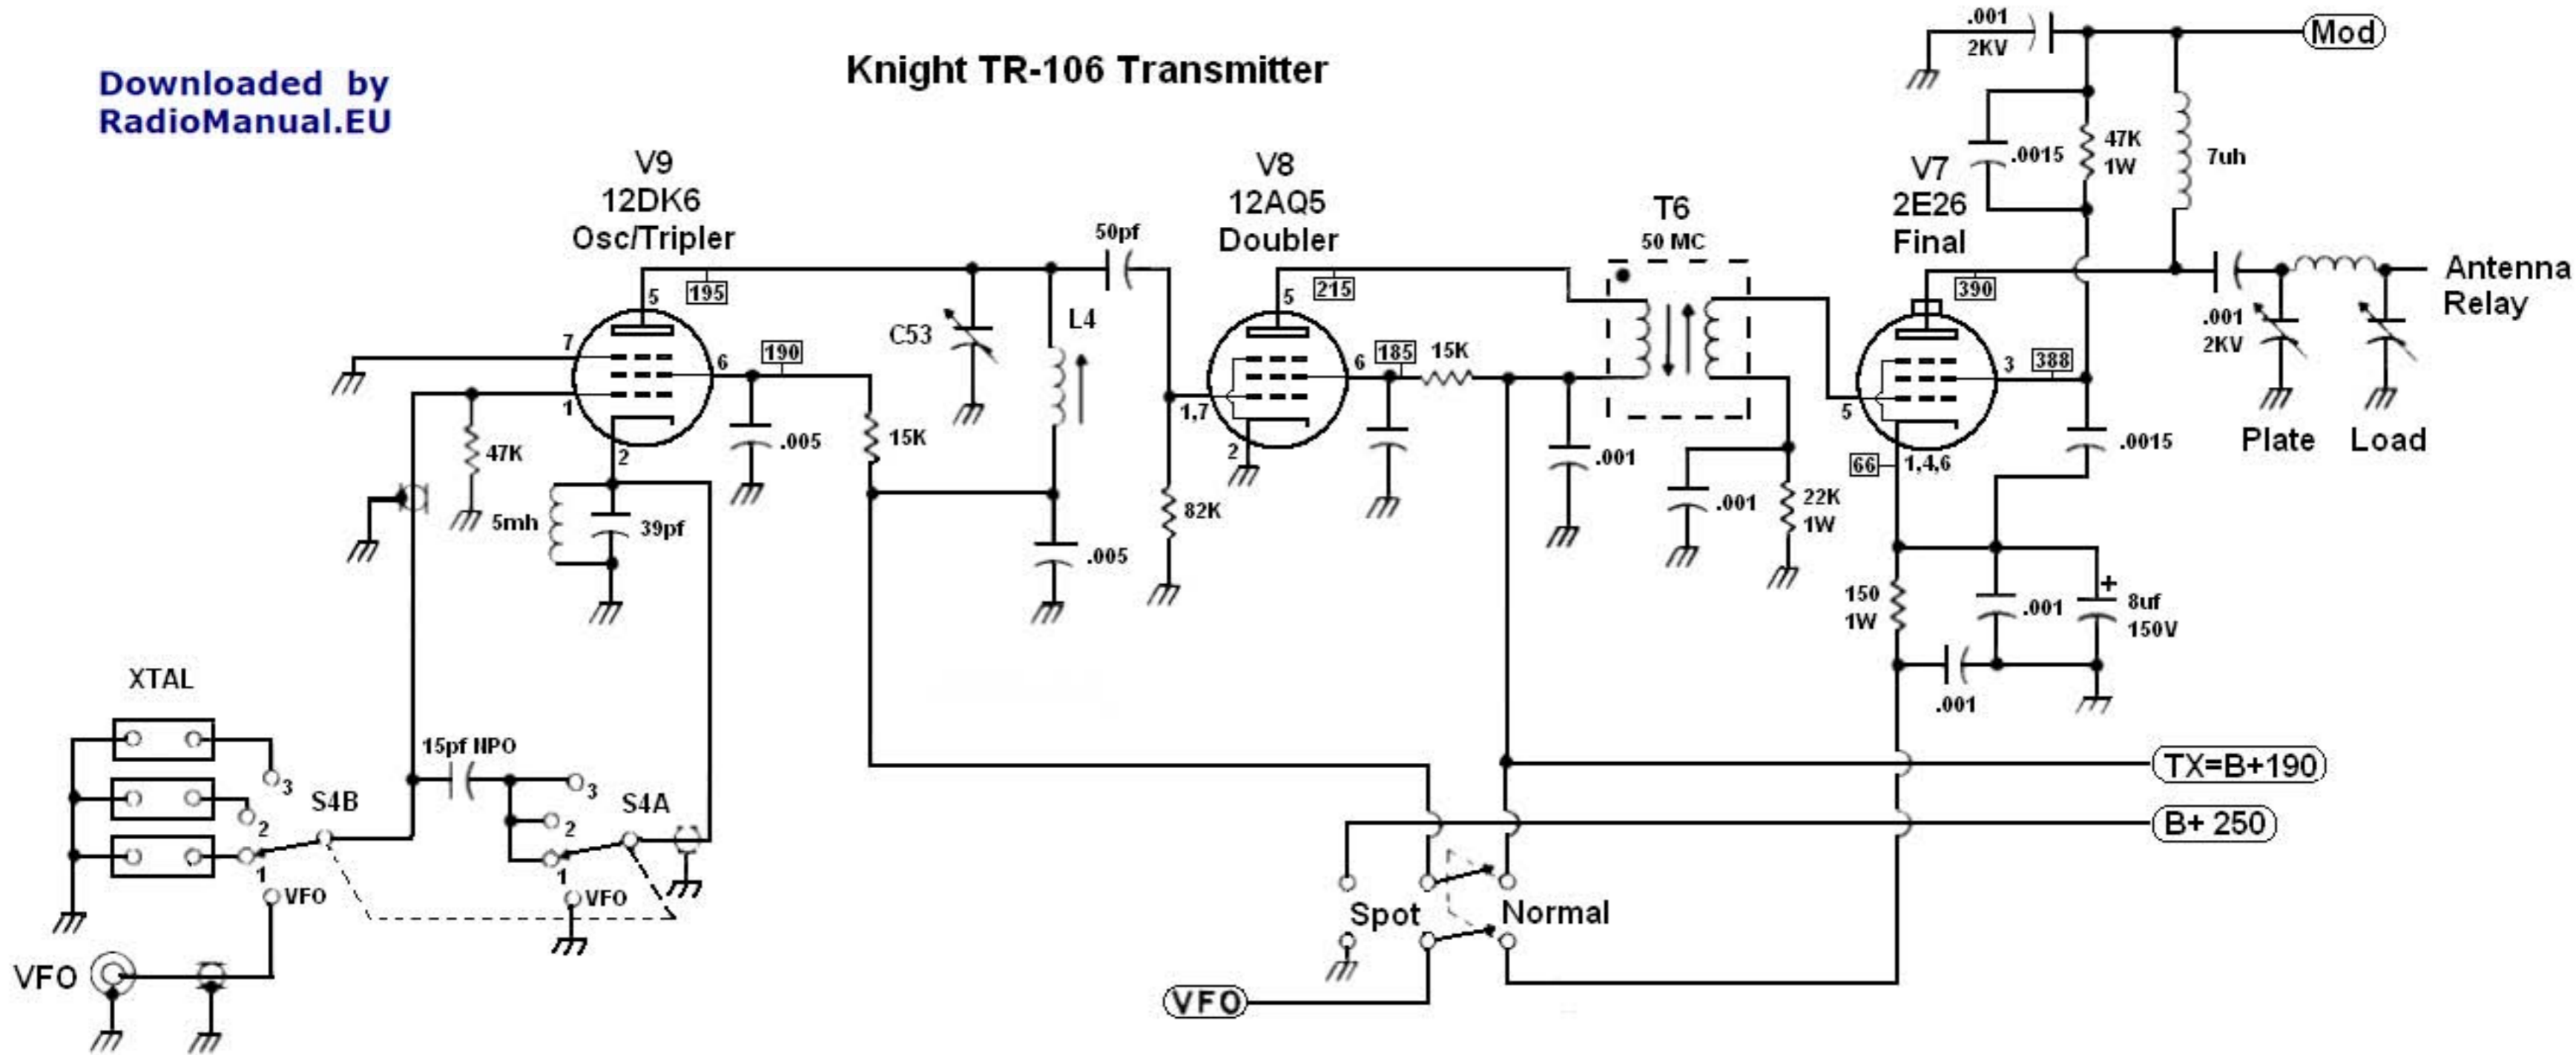 Downloaded by
RadioManual.EU
Knight TR-106 Transmitter
.001
2KV
Mod
.0015
47K
1W
7uh
V9
12DK6
Osc/Tripler
V8
12AQ5
Doubler
V7
2E26
Final
T6
50 MC
50pf
5
195
7
6
190
1
2
C53
L4
47K
5mh
39pf
.005
15K
.005
82K
5
215
6
185
15K
1,7
2
.001
.001
22K
1W
390
3
388
5
66
1,4,6
.001
2KV
Antenna
Relay
Plate
Load
.0015
150
1W
.001
8uf
150V
+
.001
XTAL
15pf NPO
3
S4B
2
1
VFO
3
S4A
2
1
VFO
VFO
TX=B+190
B+ 250
Spot
Normal
VFO